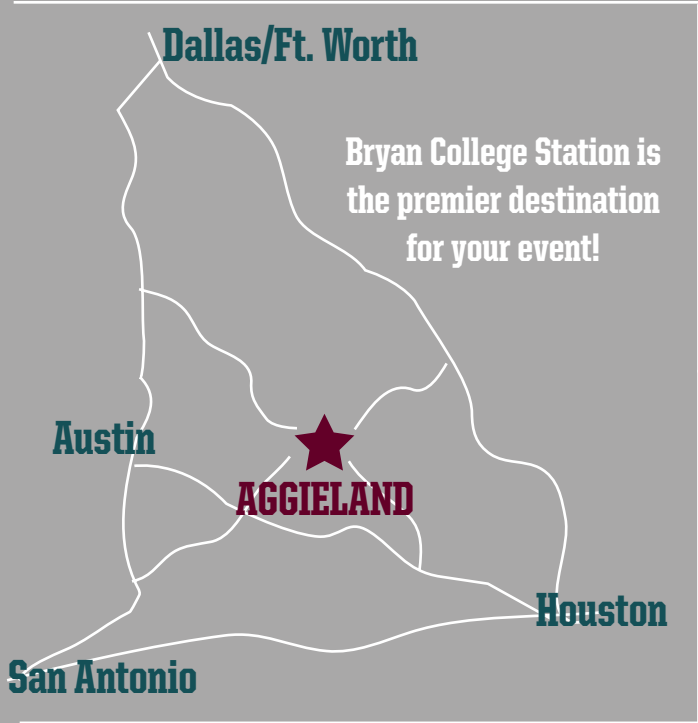 Dallas/Ft. Worth
Bryan College Station is
the premier destination
for your event!
Austin
AGGIELAND
Houston
San Antonio